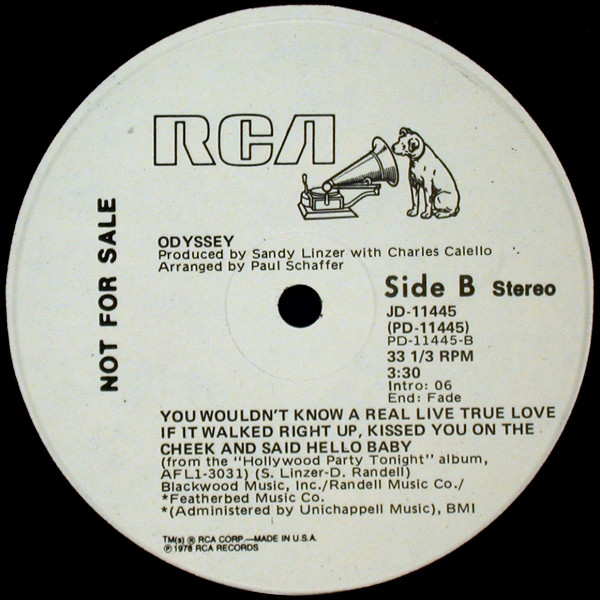 RCA
NOT FOR SALE
ODYSSEY
Produced by Sandy Linzer with Charles Calello
Arranged by Paul Schaffer
Side B Stereo
JD-11445
(PD-11445)
PD-11445-B
33 1/3 RPM
3:30
Intro: 06
End: Fade
YOU WOULDN'T KNOW A REAL LIVE TRUE LOVE
IF IT WALKED RIGHT UP, KISSED YOU ON THE
CHEEK AND SAID HELLO BABY
(from the "Hollywood Party Tonight" album,
AFL1-3031) (S. Linzer-D. Randell)
Blackwood Music, Inc./Randell Music Co./
*Featherbed Music Co.
*(Administered by Unichappell Music), BMI
TM(s) ® RCA CORP.—MADE IN U.S.A.
℗ 1978 RCA RECORDS